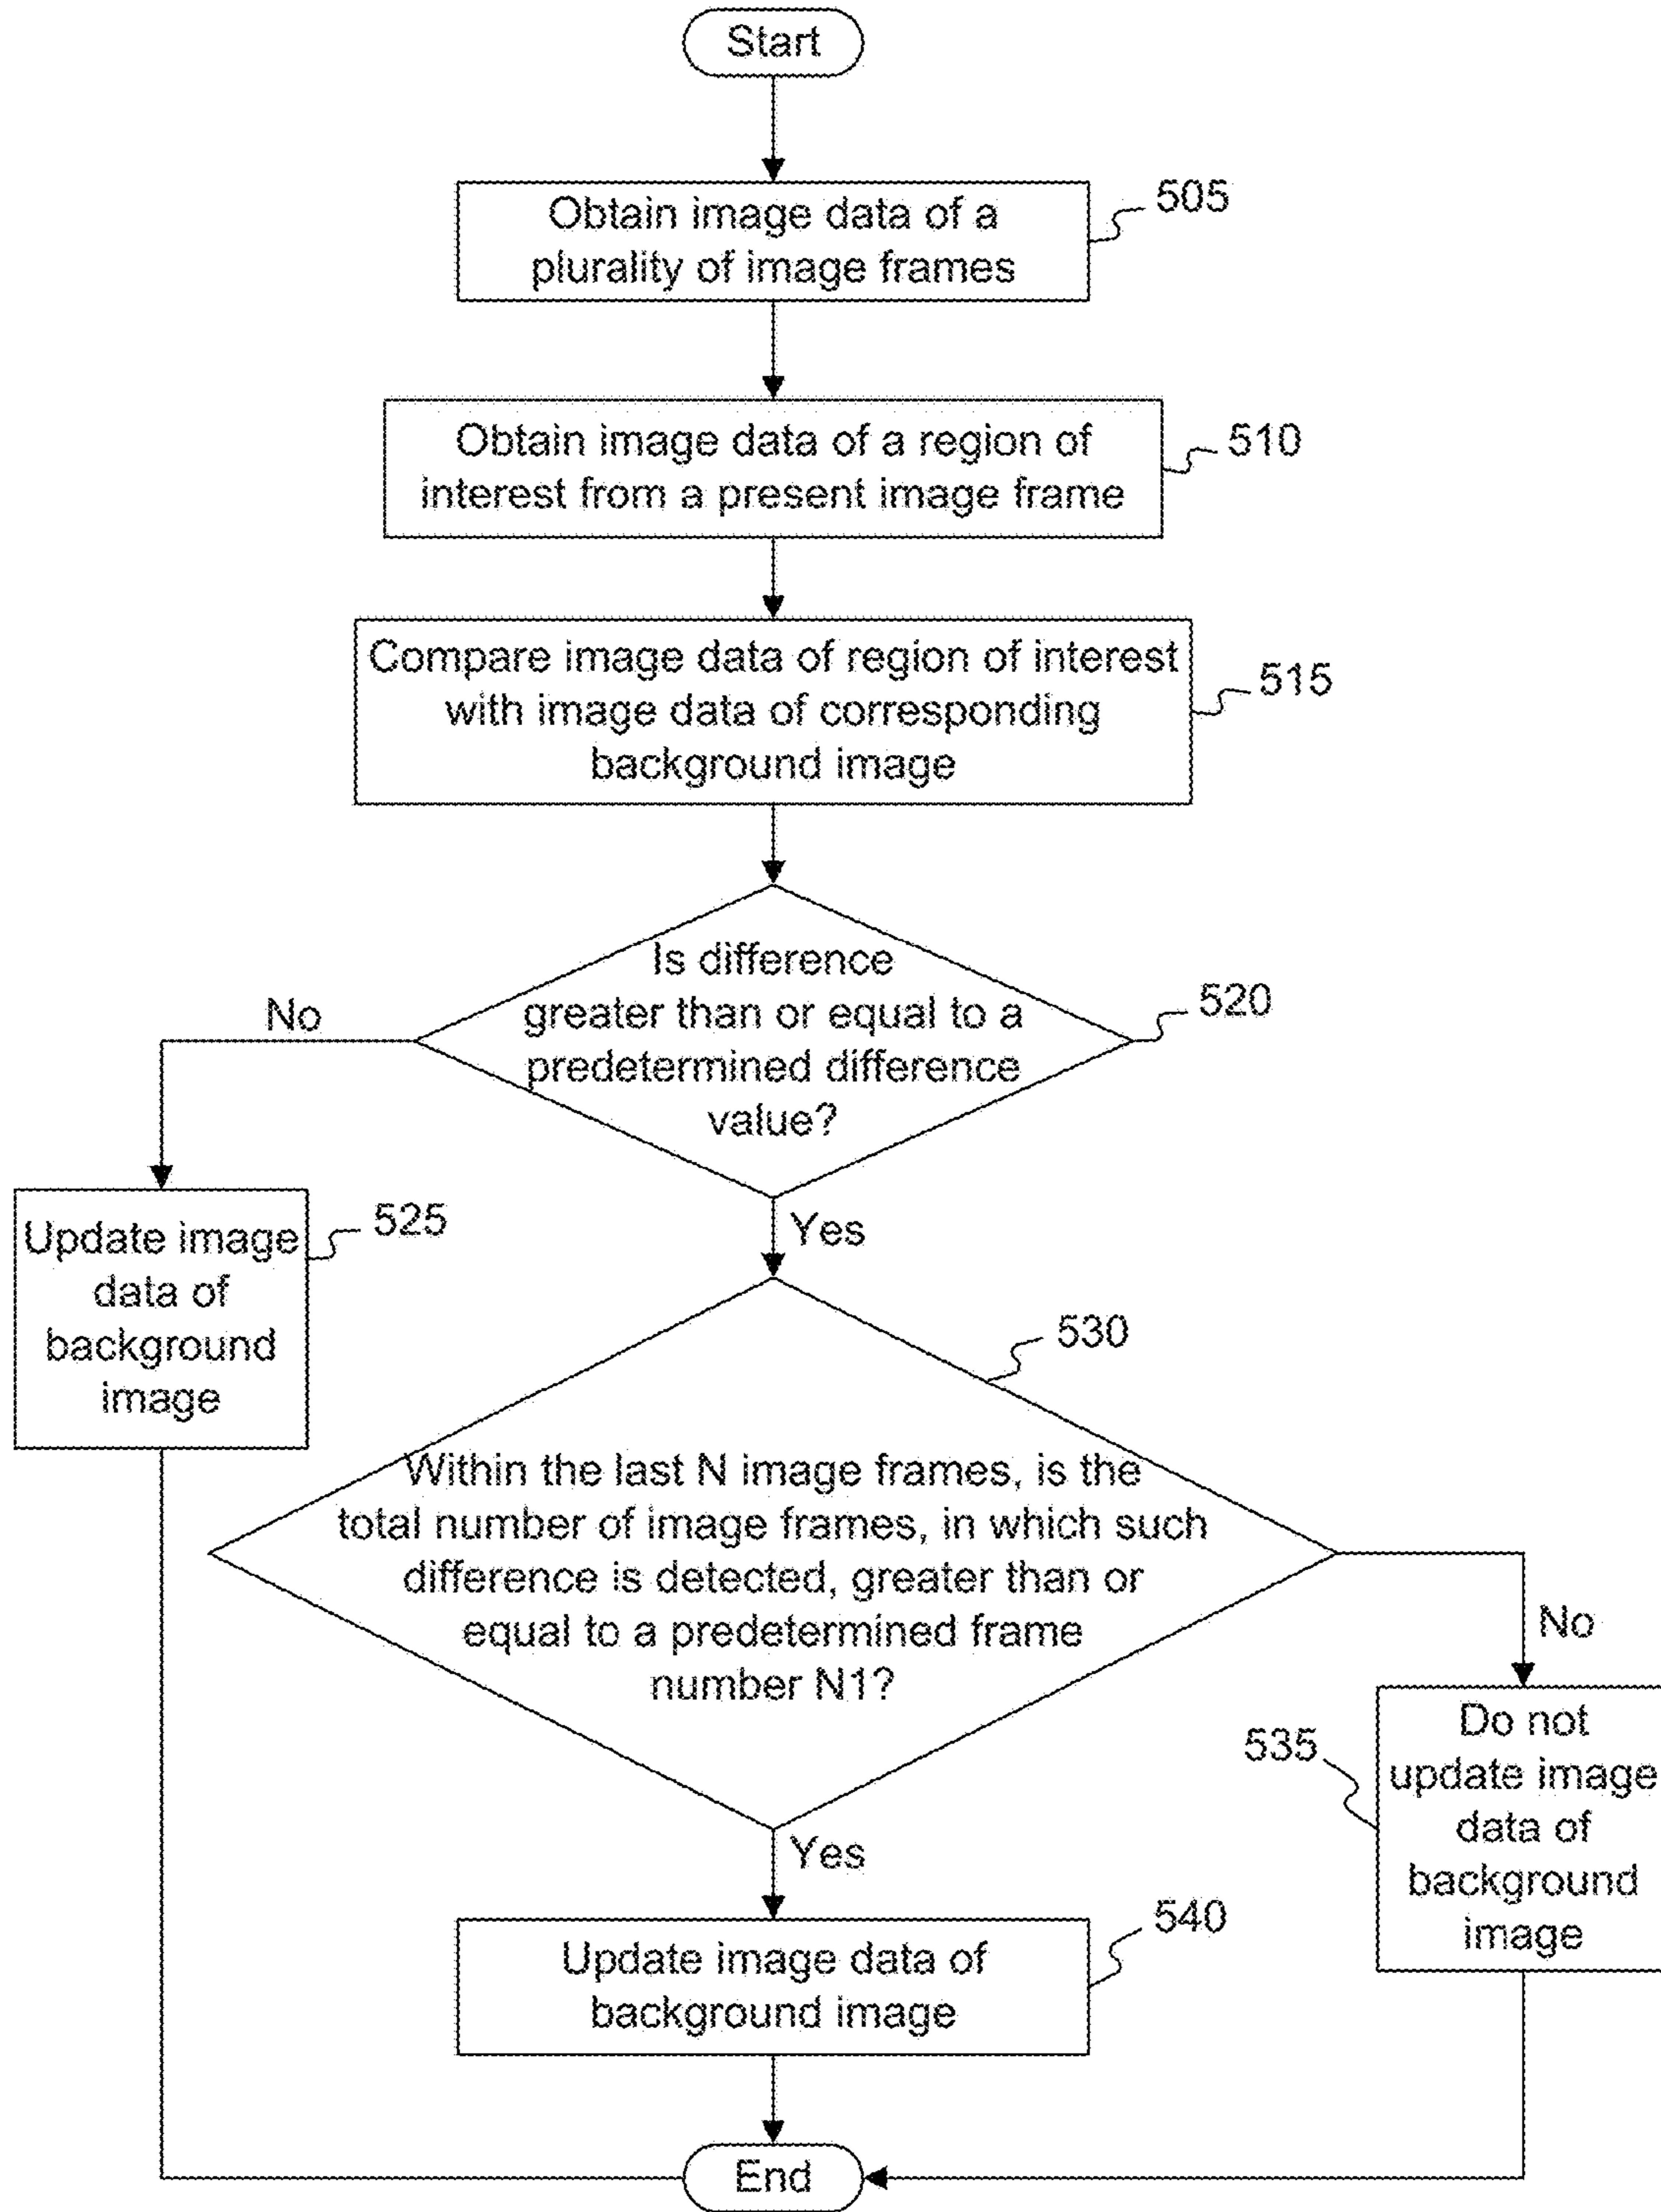 Start
Obtain image data of a
plurality of image frames
505
Obtain image data of a region of
interest from a present image frame
510
Compare image data of region of interest
with image data of corresponding
background image
515
Is difference
greater than or equal to a
predetermined difference
value?
520
No
Yes
Update image
data of
background
image
525
530
Within the last N image frames, is the
total number of image frames, in which such
difference is detected, greater than or
equal to a predetermined frame
number N1?
No
Yes
535
Do not
update image
data of
background
image
540
Update image data of
background image
End